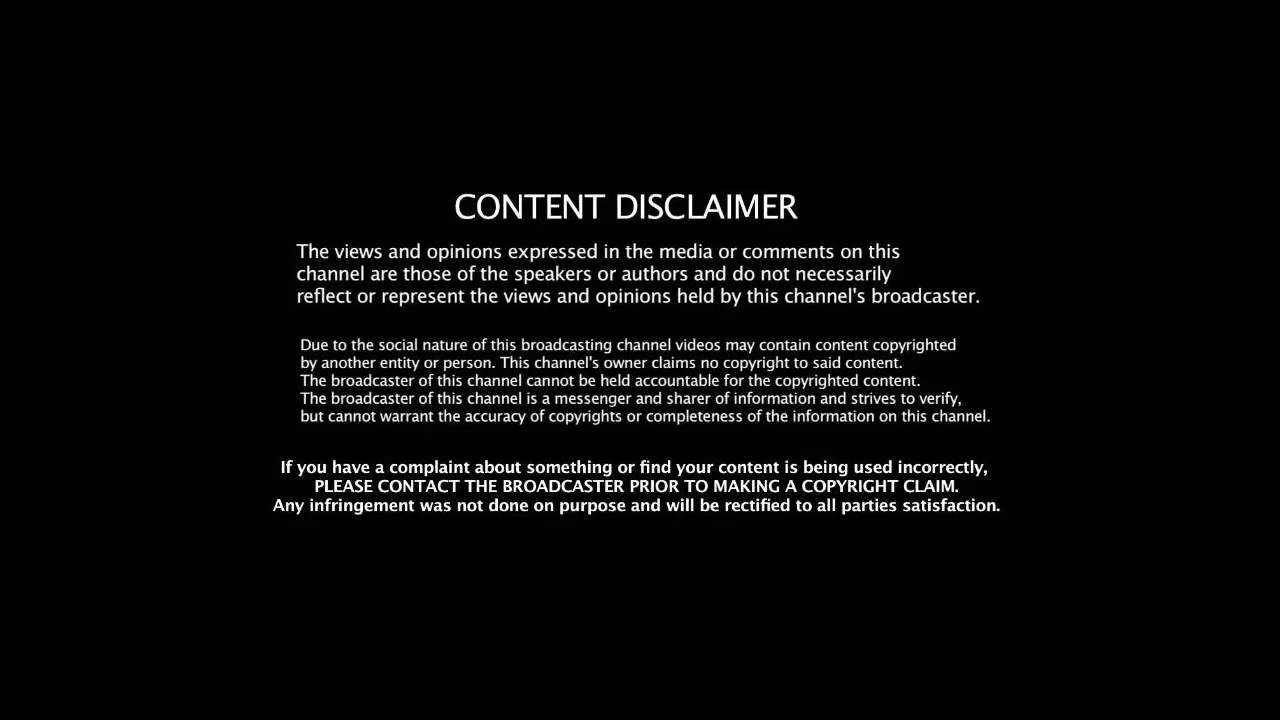 CONTENT DISCLAIMER
The views and opinions expressed in the media or comments on this
channel are those of the speakers or authors and do not necessarily
reflect or represent the views and opinions held by this channel's broadcaster.
Due to the social nature of this broadcasting channel videos may contain content copyrighted
by another entity or person. This channel's owner claims no copyright to said content.
The broadcaster of this channel cannot be held accountable for the copyrighted content.
The broadcaster of this channel is a messenger and sharer of information and strives to verify,
but cannot warrant the accuracy of copyrights or completeness of the information on this channel.
If you have a complaint about something or find your content is being used incorrectly,
PLEASE CONTACT THE BROADCASTER PRIOR TO MAKING A COPYRIGHT CLAIM.
Any infringement was not done on purpose and will be rectified to all parties satisfaction.